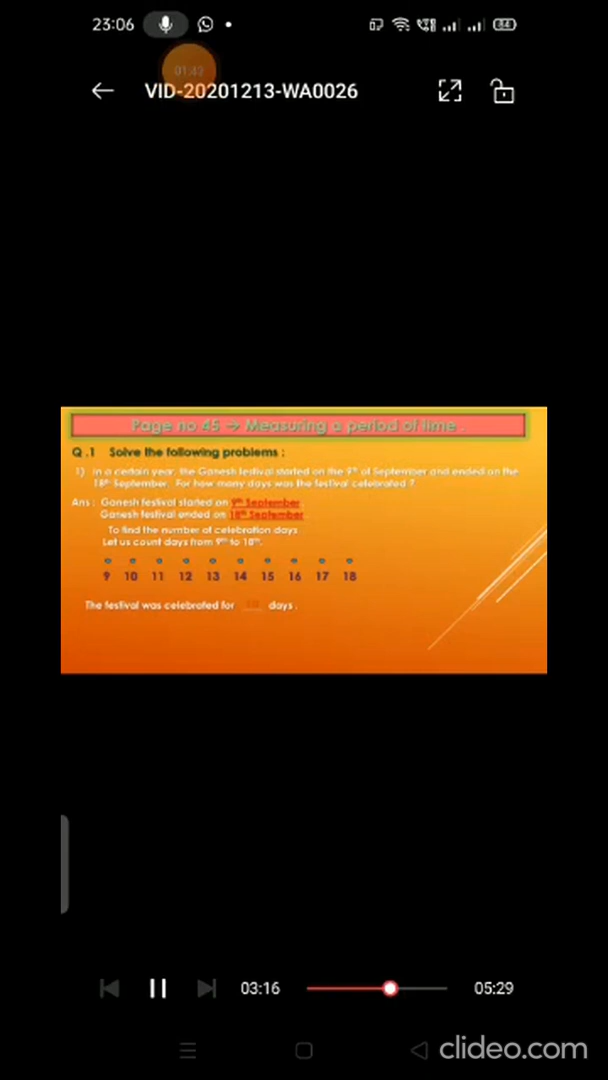 23:06
01:42
84
VID-20201213-WA0026
Page no 45 → Measuring a period of time .
Q .1 Solve the following problems :
1) In a certain year, the Ganesh festival started on the 9th of September and ended on the
18th September. For how many days was the festival celebrated ?
Ans : Ganesh festival started on 9th September
Ganesh festival ended on 18th September
To find the number of celebration days
Let us count days from 9th to 18th.
9 10 11 12 13 14 15 16 17 18
The festival was celebrated for 10 days .
03:16 05:29
clideo.com